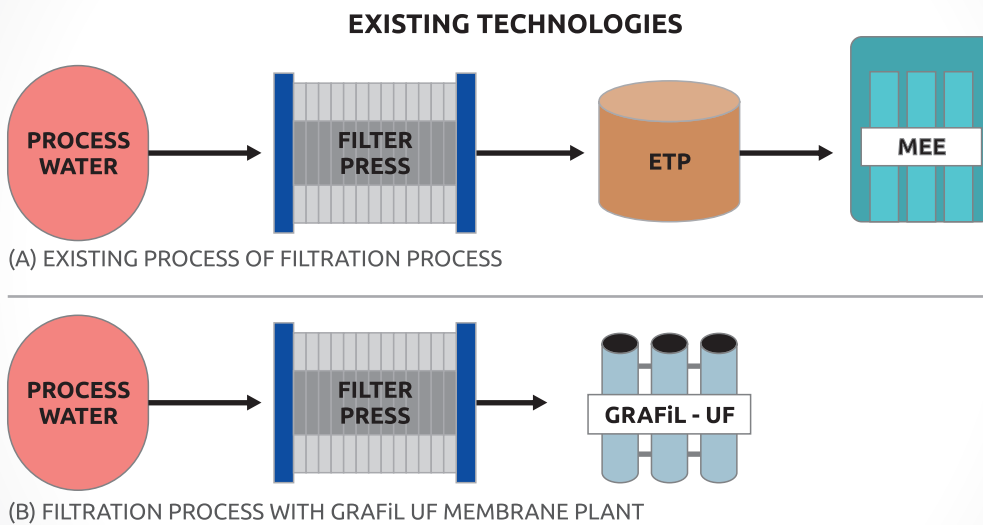 EXISTING TECHNOLOGIES
PROCESS
WATER
FILTER
PRESS
ETP
MEE
(A) EXISTING PROCESS OF FILTRATION PROCESS
PROCESS
WATER
FILTER
PRESS
GRAFiL - UF
(B) FILTRATION PROCESS WITH GRAFiL UF MEMBRANE PLANT